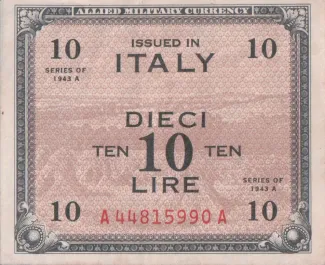 ALLIED MILITARY CURRENCY
10 ISSUED IN 10
ITALY
SERIES OF
1943 A
DIECI
TEN 10 TEN
LIRE
SERIES OF
1943 A
10 A44815990A 10